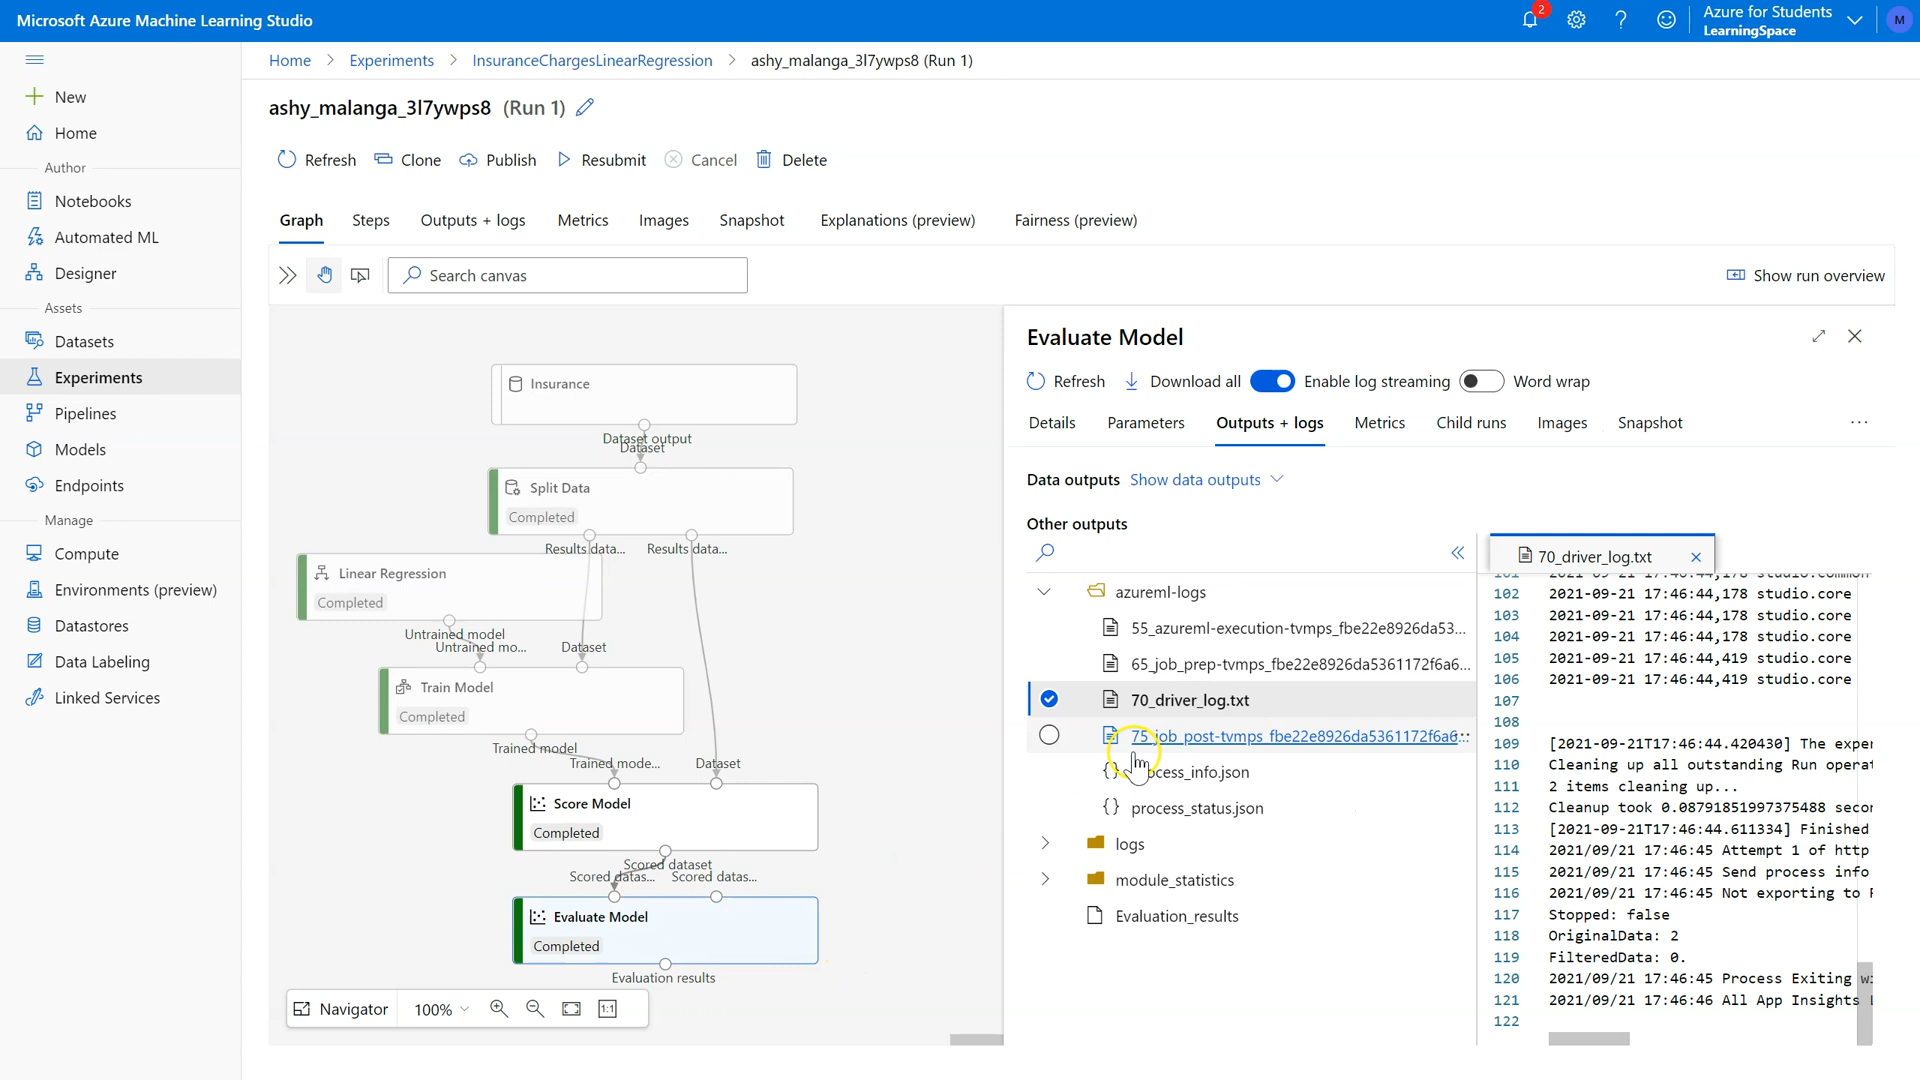 Microsoft Azure Machine Learning Studio
2
Azure for Students
LearningSpace
M
Home > Experiments > InsuranceChargesLinearRegression > ashy_malanga_3l7ywps8 (Run 1)
New
Home
Author
Notebooks
Automated ML
Designer
Assets
Datasets
Experiments
Pipelines
Models
Endpoints
Manage
Compute
Environments (preview)
Datastores
Data Labeling
Linked Services
ashy_malanga_3l7ywps8 (Run 1)
Refresh Clone Publish Resubmit Cancel Delete
Graph Steps Outputs + logs Metrics Images Snapshot Explanations (preview) Fairness (preview)
Search canvas
Show run overview
Insurance
Dataset output
Dataset
Split Data
Completed
Results data... Results data...
Linear Regression
Completed
Untrained model
Untrained mo... Dataset
Train Model
Completed
Trained model
Trained mode... Dataset
Score Model
Completed
Scored dataset
Scored datas... Scored datas...
Evaluate Model
Completed
Evaluation results
Navigator 100% 1:1
Evaluate Model
Refresh Download all Enable log streaming Word wrap
Details Parameters Outputs + logs Metrics Child runs Images Snapshot ...
Data outputs Show data outputs
Other outputs
azureml-logs
55_azureml-execution-tvmps_fbe22e8926da53...
65_job_prep-tvmps_fbe22e8926da5361172f6a6...
70_driver_log.txt
75_job_post-tvmps_fbe22e8926da5361172f6a6...
{} process_info.json
{} process_status.json
logs
module_statistics
Evaluation_results
70_driver_log.txt
102 2021-09-21 17:46:44,178 studio.core
103 2021-09-21 17:46:44,178 studio.core
104 2021-09-21 17:46:44,178 studio.core
105 2021-09-21 17:46:44,419 studio.core
106 2021-09-21 17:46:44,419 studio.core
107
108
109 [2021-09-21T17:46:44.420430] The exper
110 Cleaning up all outstanding Run operat
111 2 items cleaning up...
112 Cleanup took 0.08791851997375488 secon
113 [2021-09-21T17:46:44.611334] Finished
114 2021/09/21 17:46:45 Attempt 1 of http
115 2021/09/21 17:46:45 Send process info
116 2021/09/21 17:46:45 Not exporting to
117 Stopped: false
118 OriginalData: 2
119 FilteredData: 0.
120 2021/09/21 17:46:45 Process Exiting wi
121 2021/09/21 17:46:46 All App Insights
122